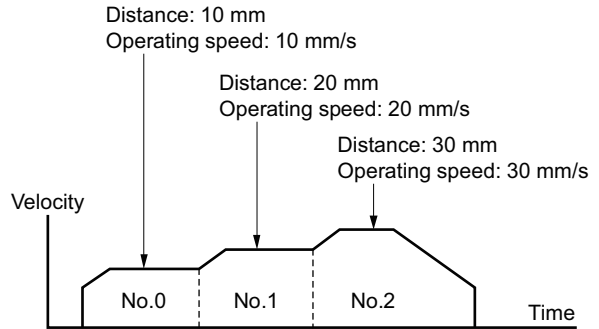 Distance: 10 mm
Operating speed: 10 mm/s
Distance: 20 mm
Operating speed: 20 mm/s
Distance: 30 mm
Operating speed: 30 mm/s
Velocity
No.0
No.1
No.2
Time